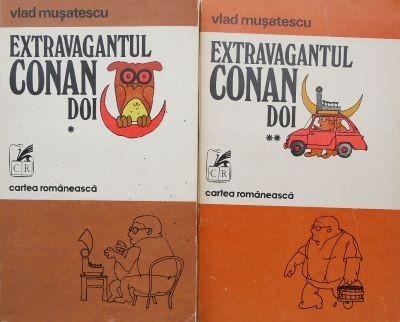 vlad mușatescu
EXTRAVAGANTUL
CONAN
DOI
*
CR
cartea românească
vlad mușatescu
EXTRAVAGANTUL
CONAN
DOI
**
CR
cartea românească